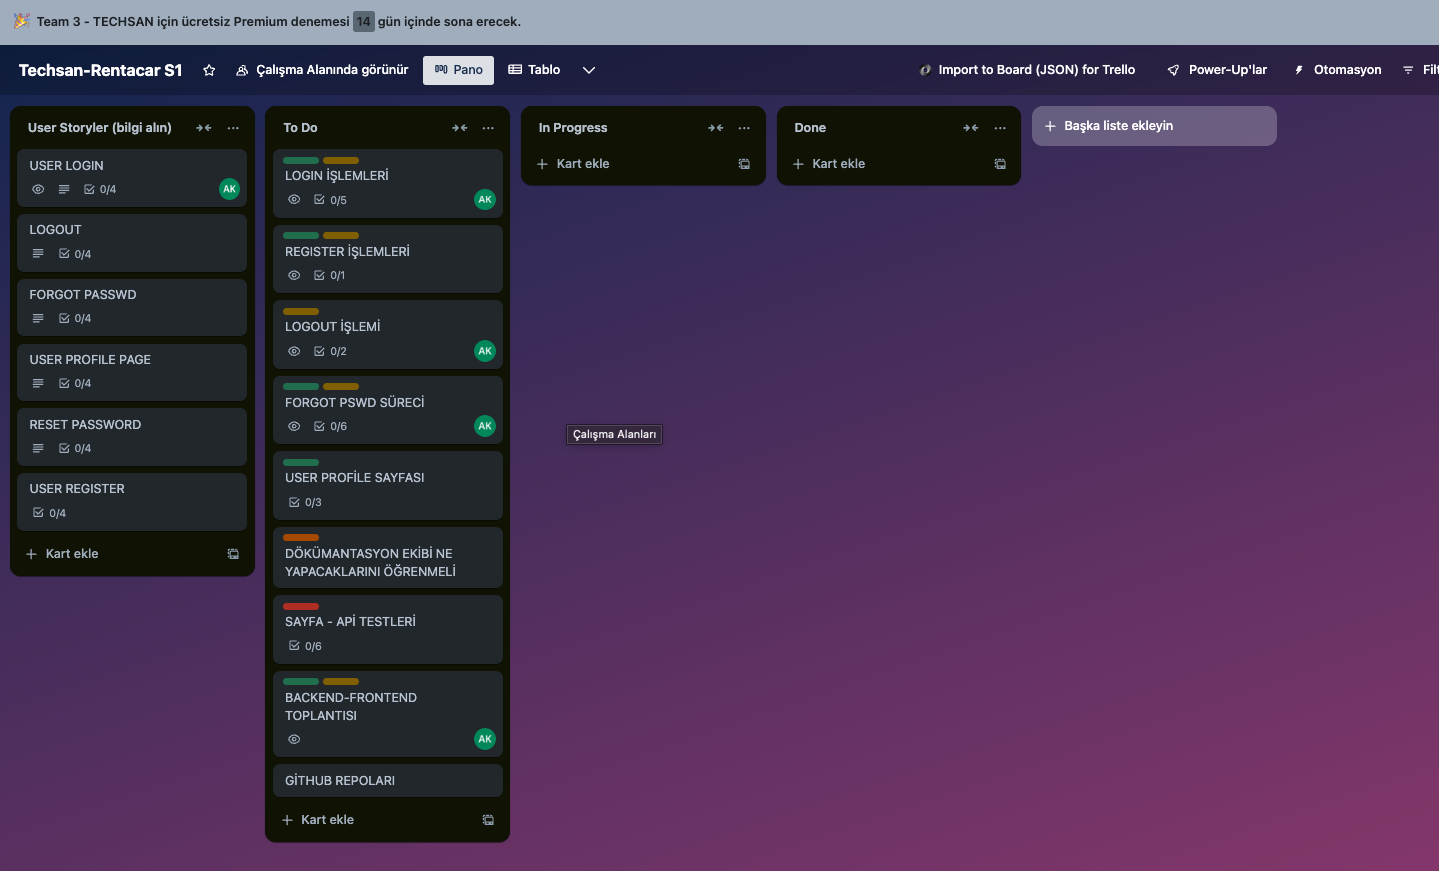 Team 3 - TECHSAN için ücretsiz Premium denemesi 14 gün içinde sona erecek.
Techsan-Rentacar S1
Çalışma Alanında görünür
Pano
Tablo
Import to Board (JSON) for Trello
Power-Up'lar
Otomasyon
Filt
User Storyler (bilgi alın)
USER LOGIN
0/4
AK
LOGOUT
0/4
FORGOT PASSWD
0/4
USER PROFILE PAGE
0/4
RESET PASSWORD
0/4
USER REGISTER
0/4
Kart ekle
To Do
LOGIN İŞLEMLERİ
0/5
AK
REGISTER İŞLEMLERİ
0/1
LOGOUT İŞLEMİ
0/2
AK
FORGOT PSWD SÜRECİ
0/6
AK
USER PROFİLE SAYFASI
0/3
DÖKÜMANTASYON EKİBİ NE
YAPACAKLARINI ÖĞRENMELİ
SAYFA - APİ TESTLERİ
0/6
BACKEND-FRONTEND
TOPLANTISI
AK
GİTHUB REPOLARI
Kart ekle
In Progress
Kart ekle
Done
Kart ekle
Başka liste ekleyin
Çalışma Alanları